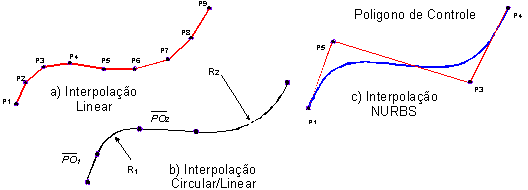 P9
P8
P7
P3
P4
P5
P6
P2
P1
a) Interpolação
Linear
Polígono de Controle
P4
P5
P3
P1
c) Interpolação
NURBS
R2
PO2
PO1
R1
b) Interpolação
Circular/Linear